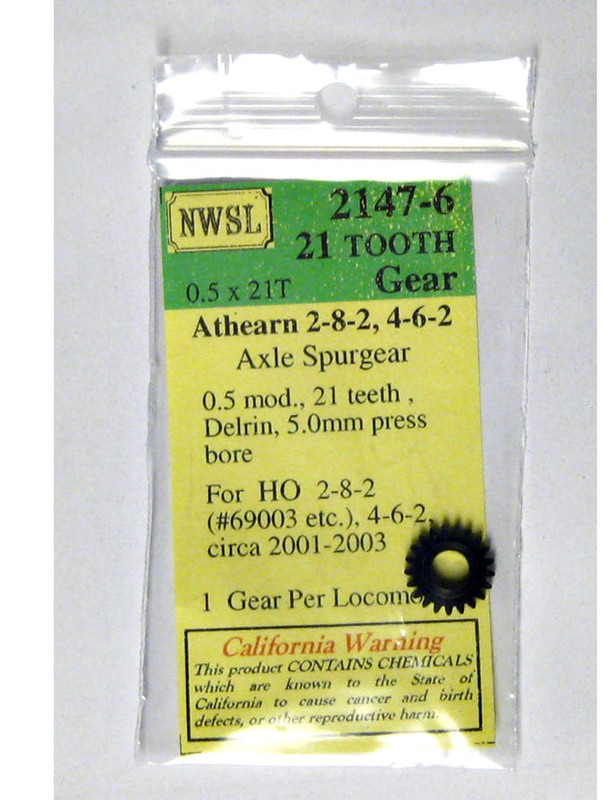 NWSL
2147-6
21 TOOTH
Gear
0.5 x 21T
Athearn 2-8-2, 4-6-2
Axle Spurgear
0.5 mod., 21 teeth ,
Delrin, 5.0mm press
bore
For HO 2-8-2
(#69003 etc.), 4-6-2,
circa 2001-2003
1 Gear Per Locomo
California Warning
This product CONTAINS CHEMICALS
which are known to the State of
California to cause cancer and birth
defects, or other reproductive harm.